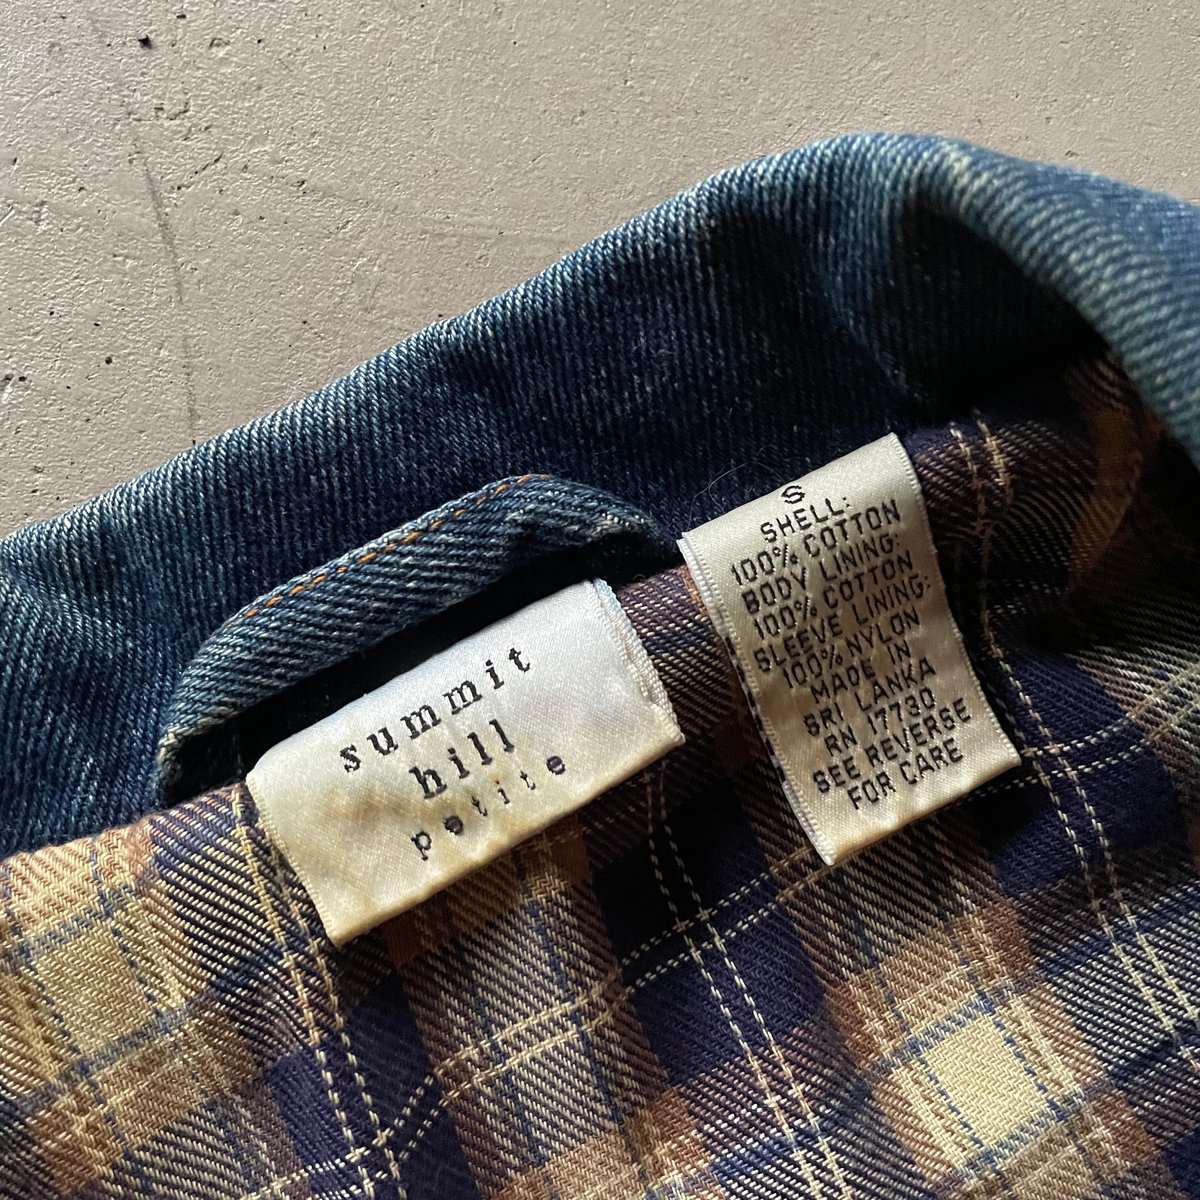 summit
hill
petite
S
SHELL:
100% COTTON
BODY LINING:
100% COTTON
SLEEVE LINING:
100% NYLON
MADE IN
SRI LANKA
RN 17730
SEE REVERSE
FOR CARE